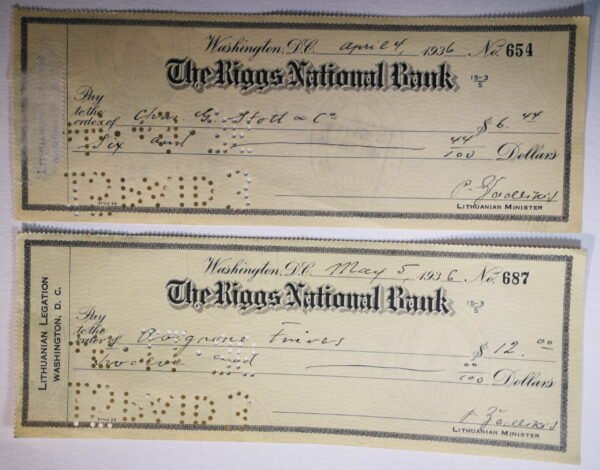 Washington, D.C. April 4, 1936 No. 654
The Riggs National Bank
15-3
5
Pay
to the
order of Chas. G. Stott & Co $ 6. 44
Six and 44/100 Dollars
P. Žadeikis
LITHUANIAN MINISTER
LITHUANIAN LEGATION
WASHINGTON, D. C.
Washington, D.C. May 5, 1936 No. 687
The Riggs National Bank
15-3
5
Pay
to the
order of $ 12. 00
Twelve and 00/100 Dollars
P. Žadeikis
LITHUANIAN MINISTER